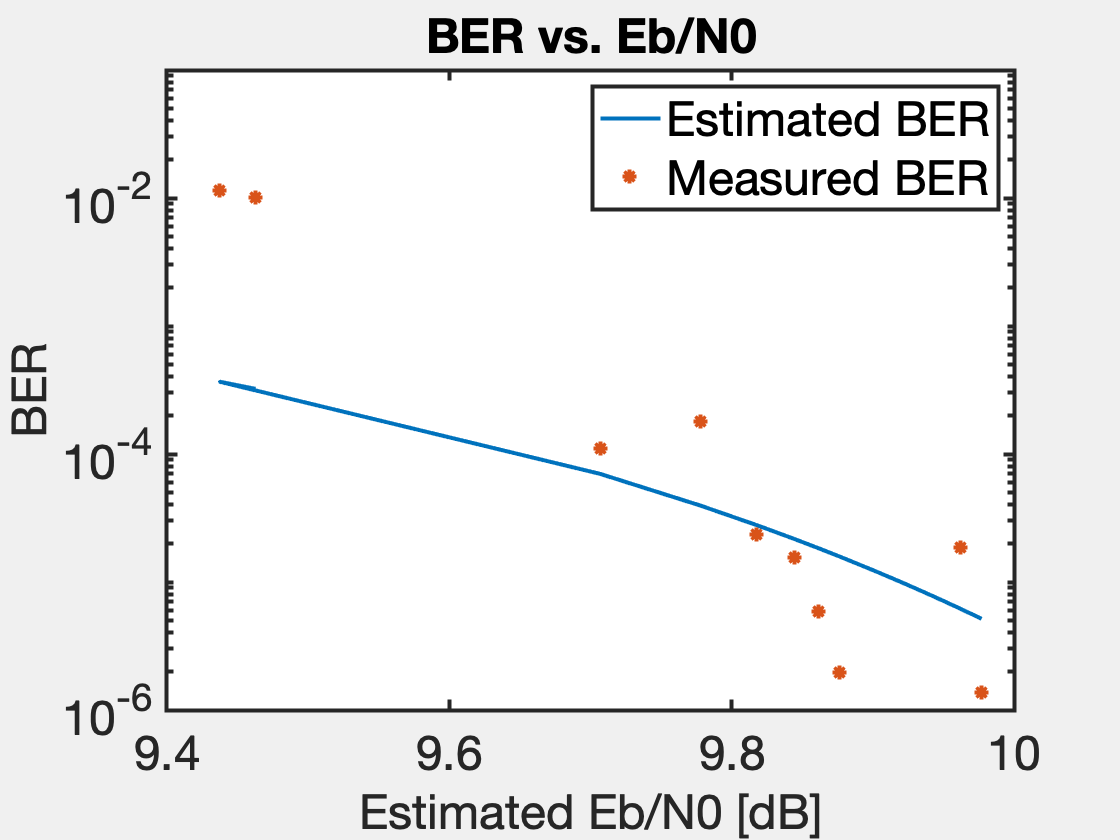 BER vs. Eb/N0
Estimated BER
Measured BER
10-2
10-4
10-6
BER
9.4 9.6 9.8 10
Estimated Eb/N0 [dB]